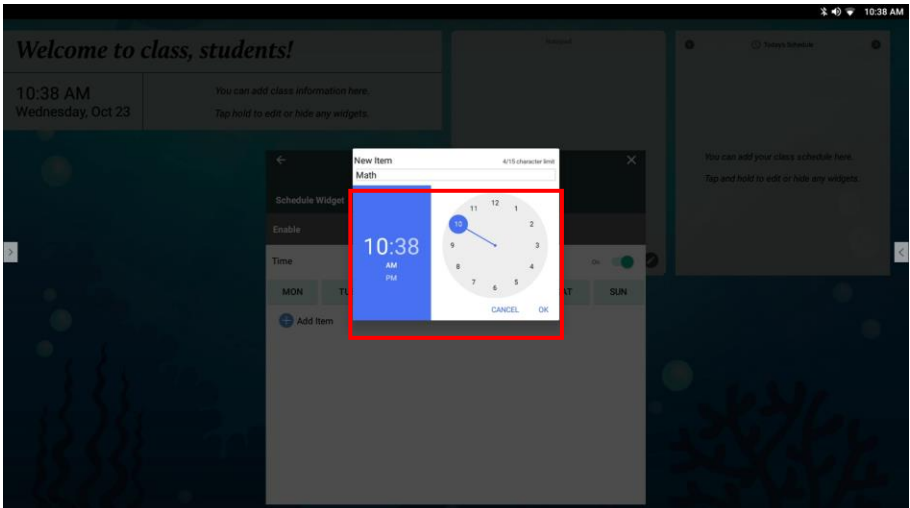 10:38 AM
Welcome to class, students!
10:38 AM
Wednesday, Oct 23
You can add class information here.
Tap hold to edit or hide any widgets.
Today's Schedule
You can add your class schedule here.
Tap and hold to edit or hide any widgets.
New Item
4/15 character limit
Math
Schedule Widget
Enable
Time
On
MON
TU
AT
SUN
Add Item
10:38
AM
PM
12
1
2
3
4
5
6
7
8
9
10
11
CANCEL
OK